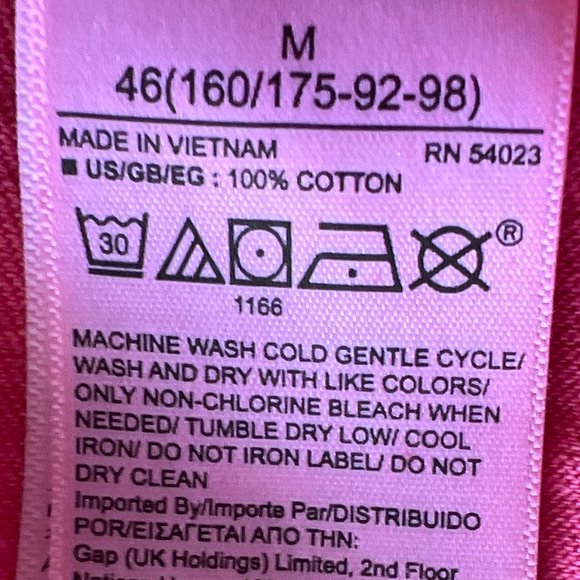 M
46(160/175-92-98)
MADE IN VIETNAM RN 54023
■ US/GB/EG : 100% COTTON
30 ®
1166
MACHINE WASH COLD GENTLE CYCLE/
WASH AND DRY WITH LIKE COLORS/
ONLY NON-CHLORINE BLEACH WHEN
NEEDED/ TUMBLE DRY LOW/ COOL
IRON/ DO NOT IRON LABEL/ DO NOT
DRY CLEAN
Imported By/Importe Par/DISTRIBUIDO
POR/ΕΙΣΑΓΕΤΑΙ ΑΠΟ ΤΗΝ:
Gap (UK Holdings) Limited, 2nd Floor